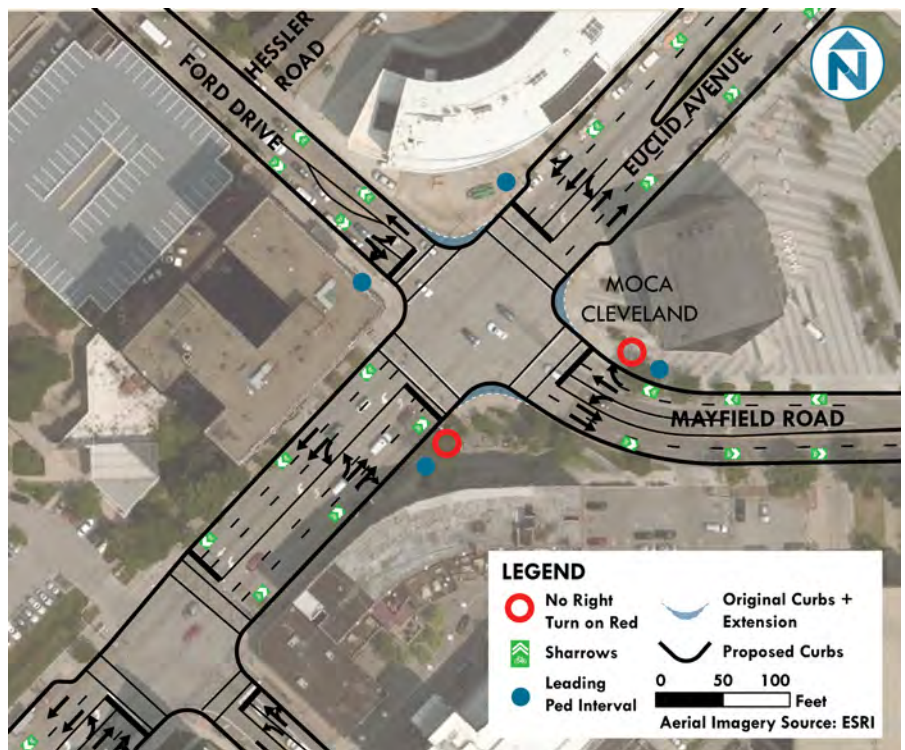 HESSLER
ROAD
FORD DRIVE
EUCLID AVENUE
N
MOCA
CLEVELAND
MAYFIELD ROAD
LEGEND
No Right
Turn on Red
Original Curbs +
Extension
Sharrows
Proposed Curbs
Leading
Ped Interval
0 50 100
Feet
Aerial Imagery Source: ESRI